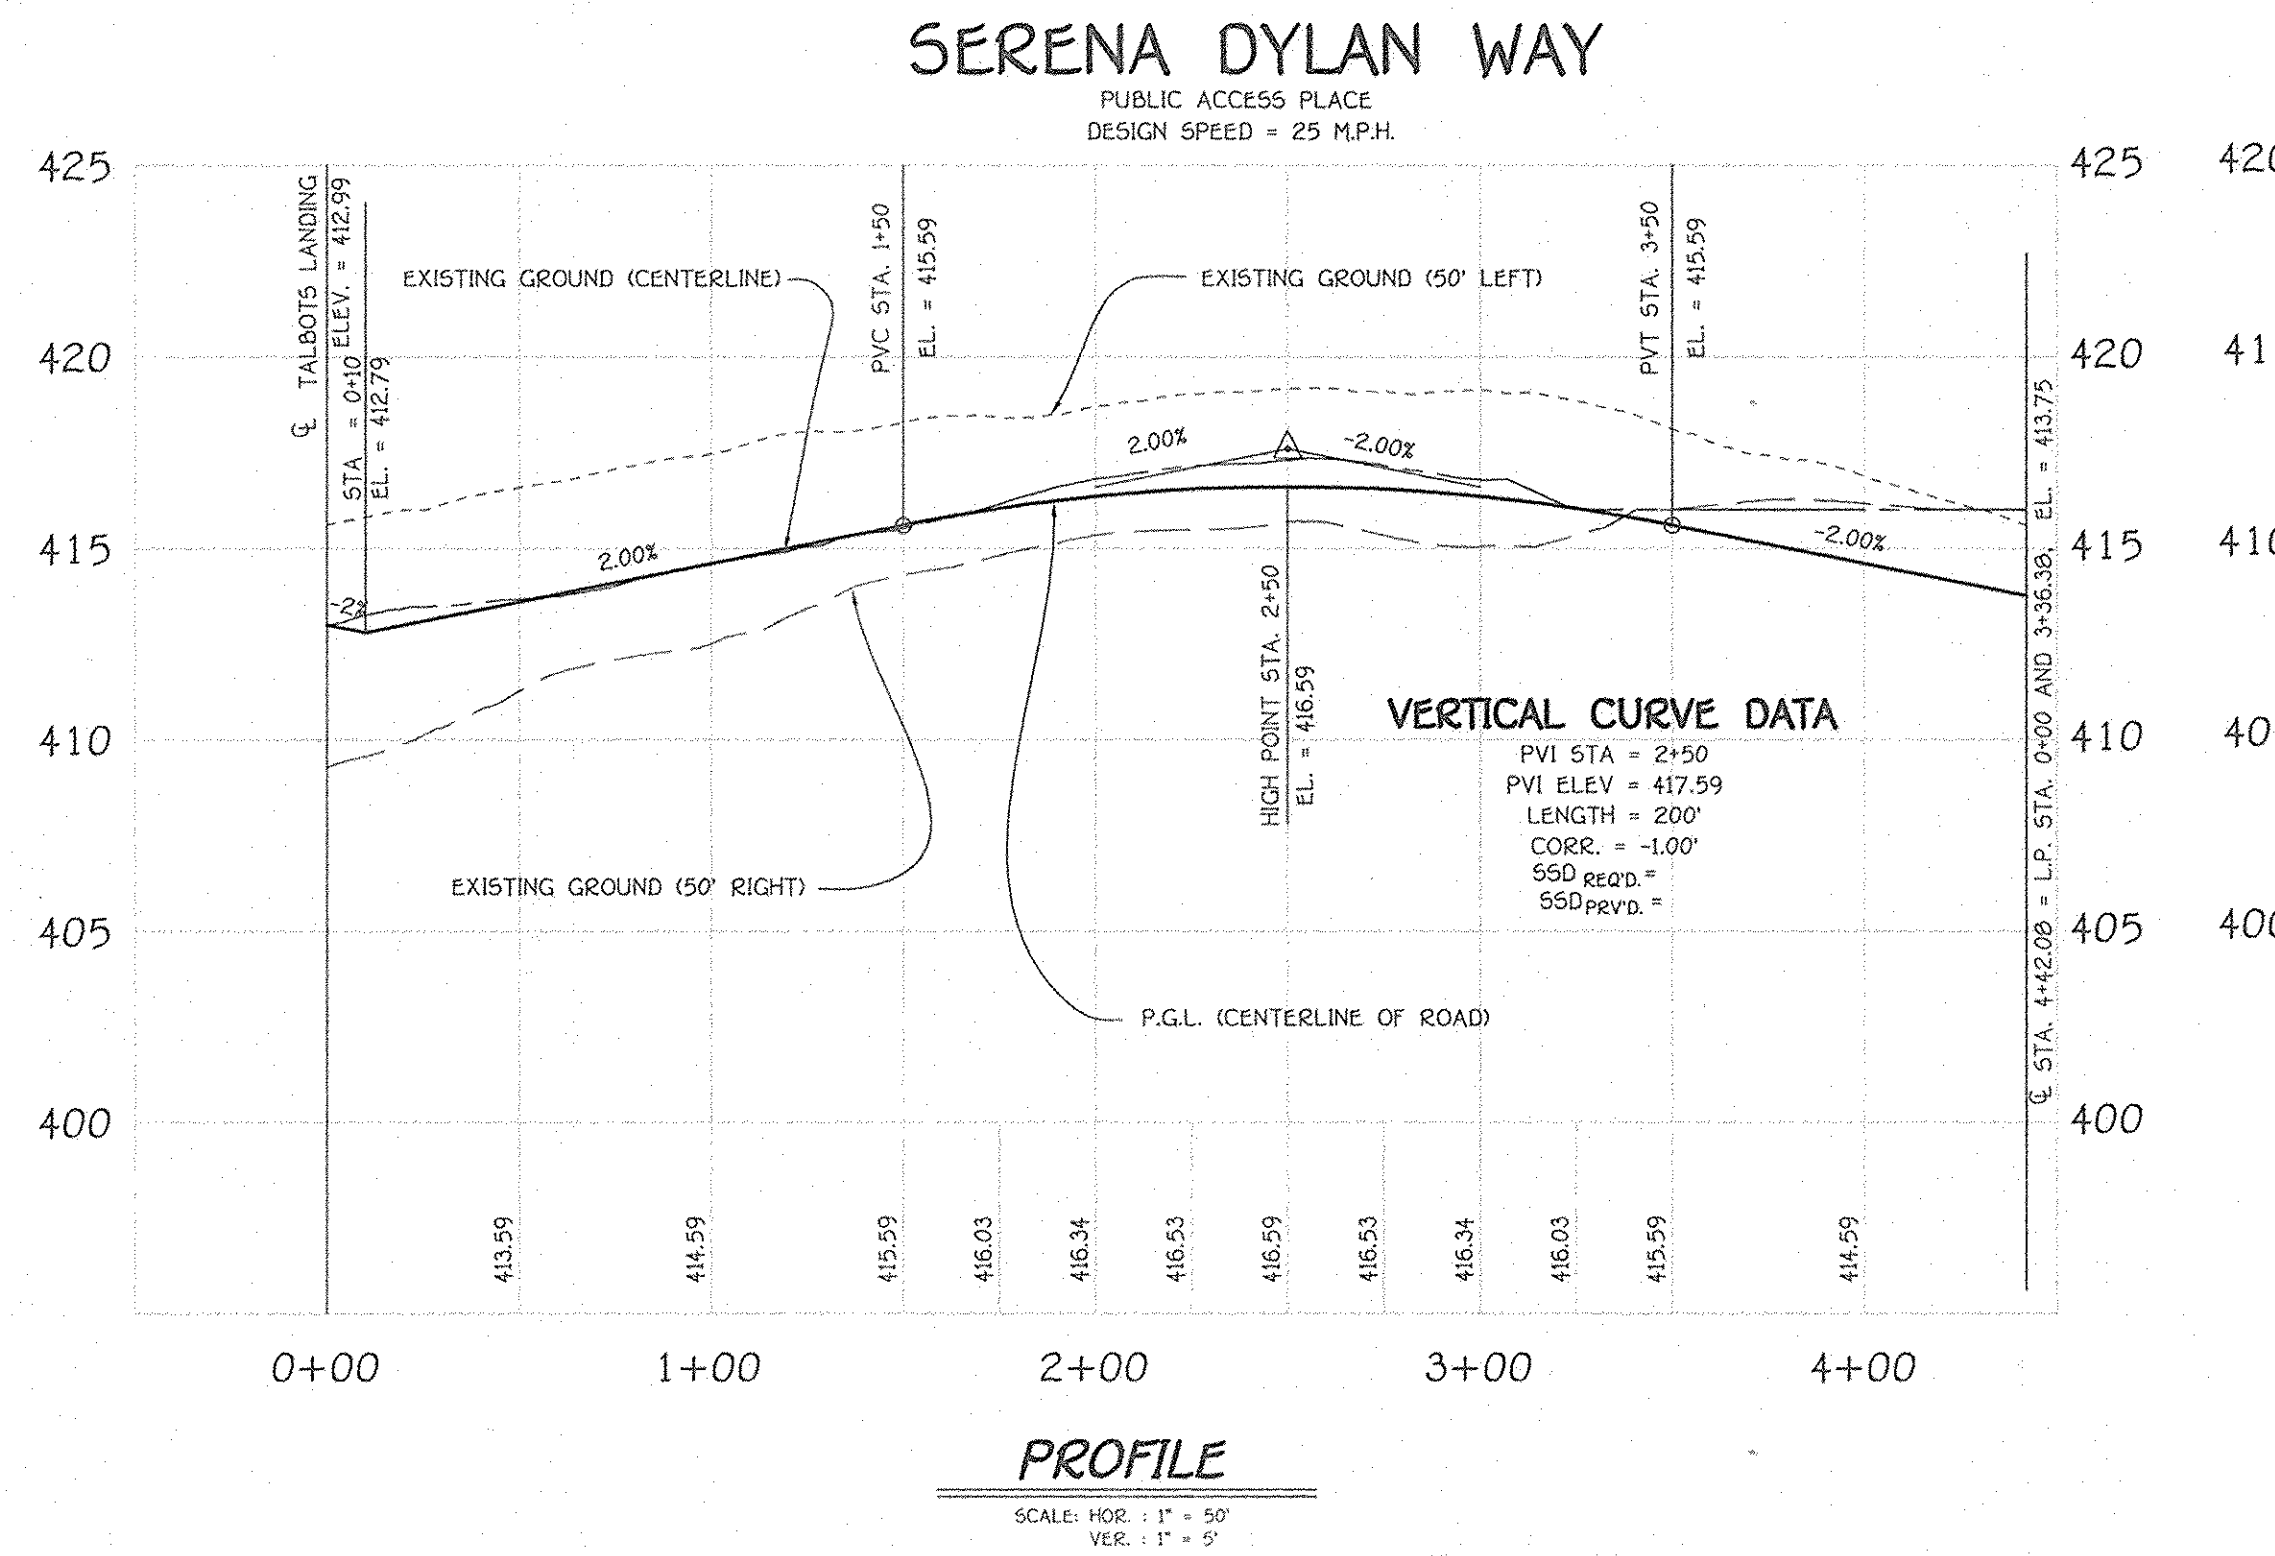 SERENA DYLAN WAY
PUBLIC ACCESS PLACE
DESIGN SPEED = 25 M.P.H.
425
420
415
410
405
400
℄ TALBOTS LANDING
ELEV. = 412.99
STA = 0+10
EL. = 412.79
EXISTING GROUND (CENTERLINE)
PVC STA. 1+50
EL. = 415.59
EXISTING GROUND (50' LEFT)
PVT STA. 3+50
EL. = 415.59
2.00%
-2.00%
-2%
2.00%
-2.00%
HIGH POINT STA. 2+50
EL. = 416.59
VERTICAL CURVE DATA
PVI STA = 2+50
PVI ELEV = 417.59
LENGTH = 200'
CORR. = -1.00'
SSD REQ'D. =
SSD PRV'D. =
EXISTING GROUND (50' RIGHT)
P.G.L. (CENTERLINE OF ROAD)
℄ STA. 4+42.08 = L.P. STA. 0+00 AND 3+36.38, EL. = 413.75
425
420
415
410
405
400
420
41
410
40
400
413.59
414.59
415.59
416.03
416.34
416.53
416.59
416.53
416.34
416.03
415.59
414.59
0+00
1+00
2+00
3+00
4+00
PROFILE
SCALE: HOR. : 1" = 50'
VER. : 1" = 5'